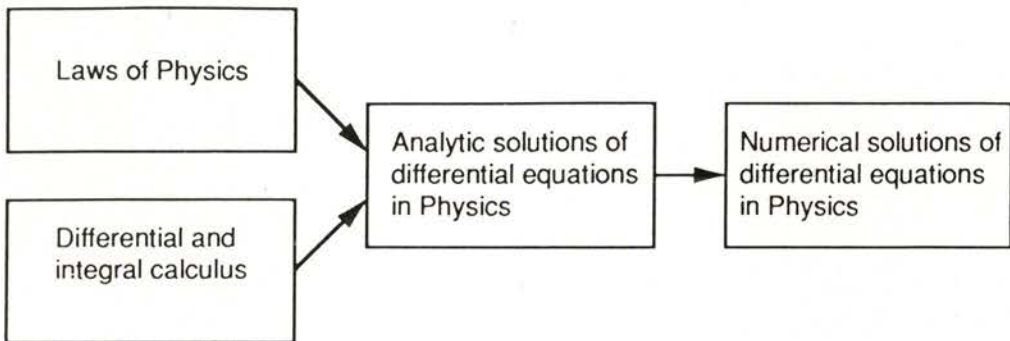 Laws of Physics
Differential and
integral calculus
Analytic solutions of
differential equations
in Physics
Numerical solutions of
differential equations
in Physics